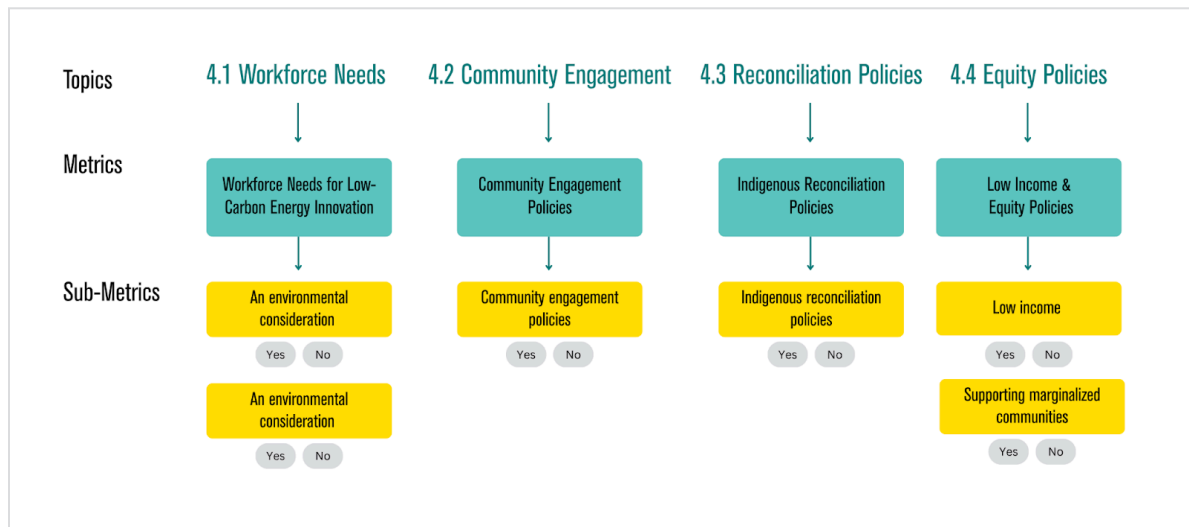 Topics
4.1 Workforce Needs
4.2 Community Engagement
4.3 Reconciliation Policies
4.4 Equity Policies
Metrics
Workforce Needs for Low-
Carbon Energy Innovation
Community Engagement
Policies
Indigenous Reconciliation
Policies
Low Income &
Equity Policies
Sub-Metrics
An environmental
consideration
Yes
No
Community engagement
policies
Yes
No
Indigenous reconciliation
policies
Yes
No
Low income
Yes
No
An environmental
consideration
Yes
No
Supporting marginalized
communities
Yes
No